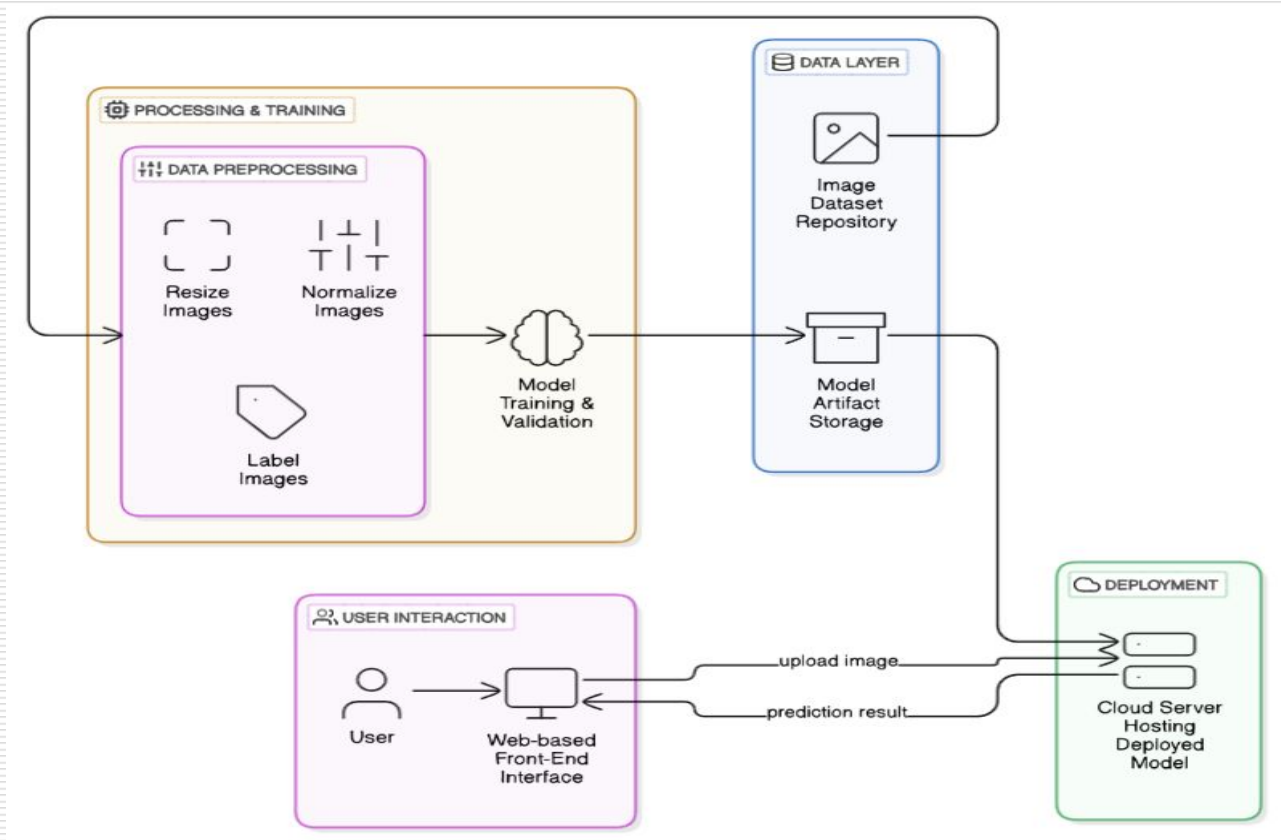 DATA LAYER
PROCESSING & TRAINING
DATA PREPROCESSING
Image
Dataset
Repository
Resize
Images
Normalize
Images
Model
Training &
Validation
Model
Artifact
Storage
Label
Images
DEPLOYMENT
USER INTERACTION
upload image
prediction result
User
Web-based
Front-End
Interface
Cloud Server
Hosting
Deployed
Model